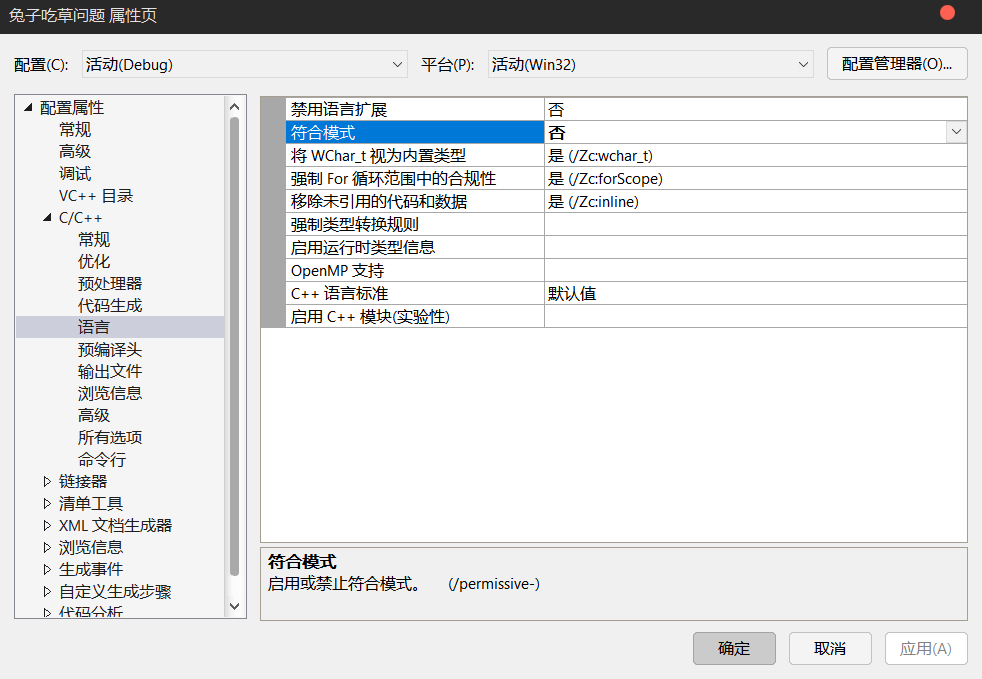 兔子吃草问题 属性页
配置(C): 活动(Debug) 平台(P): 活动(Win32) 配置管理器(O)...
配置属性
常规
高级
调试
VC++ 目录
C/C++
常规
优化
预处理器
代码生成
语言
预编译头
输出文件
浏览信息
高级
所有选项
命令行
链接器
清单工具
XML 文档生成器
浏览信息
生成事件
自定义生成步骤
代码分析
禁用语言扩展 否
符合模式 否
将 WChar_t 视为内置类型 是 (/Zc:wchar_t)
强制 For 循环范围中的合规性 是 (/Zc:forScope)
移除未引用的代码和数据 是 (/Zc:inline)
强制类型转换规则
启用运行时类型信息
OpenMP 支持
C++ 语言标准 默认值
启用 C++ 模块(实验性)
符合模式
启用或禁止符合模式。 (/permissive-)
确定 取消 应用(A)